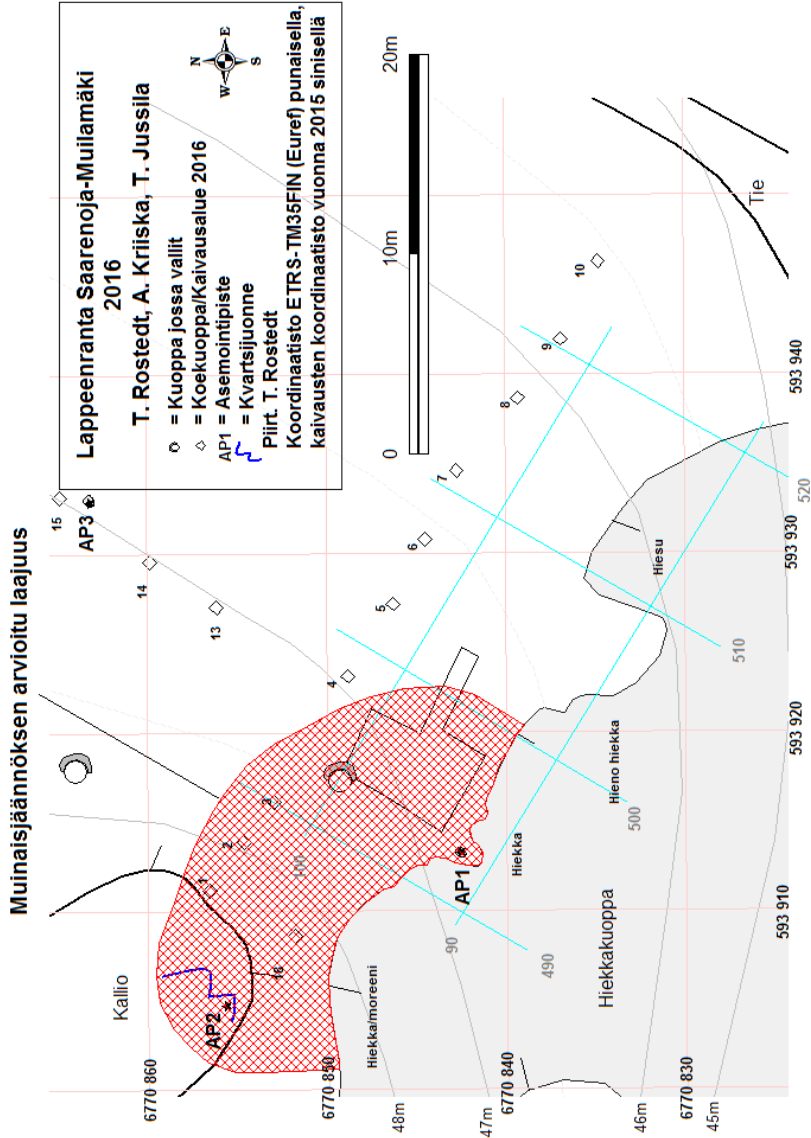 Muinaisjäännöksen arvioitu laajuus
Lappeenranta Saarenoja-Muilamäki
2016
T. Rostedt, A. Kriiska, T. Jussila
= Kuoppa jossa vallit
= Koekuoppa/Kaivausalue 2016
AP1 = Asemointipiste
= Kvartsijuonne
Piirt. T. Rostedt
Koordinaatisto ETRS-TM35FIN (Euref) punaisella,
kaivausten koordinaatisto vuonna 2015 sinisellä
N
E
S
W
0
10m
20m
15
AP3
14
13
4
5
6
7
8
9
10
3
2
1
18
100
Kallio
AP2
AP1
Hiekka
Hieno hiekka
Hiesu
Hiekka/moreeni
Hiekkakuoppa
Tie
90
490
500
510
520
6770 860
6770 850
6770 840
6770 830
48m
47m
46m
45m
593 910
593 920
593 930
593 940